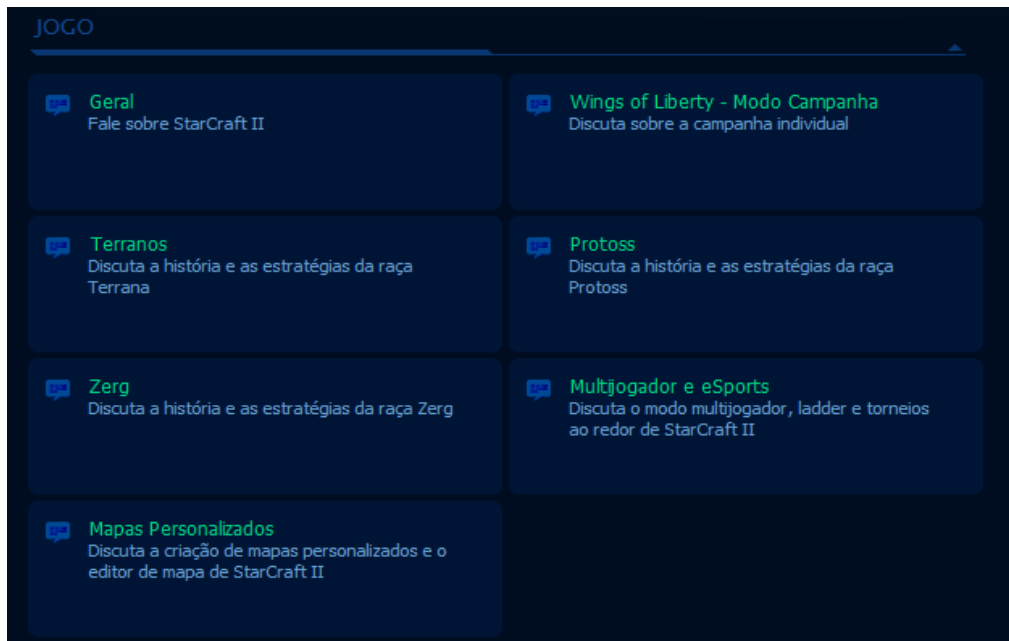 JOGO
Geral
Fale sobre StarCraft II
Wings of Liberty - Modo Campanha
Discuta sobre a campanha individual
Terranos
Discuta a história e as estratégias da raça
Terrana
Protoss
Discuta a história e as estratégias da raça
Protoss
Zerg
Discuta a história e as estratégias da raça Zerg
Multijogador e eSports
Discuta o modo multijogador, ladder e torneios
ao redor de StarCraft II
Mapas Personalizados
Discuta a criação de mapas personalizados e o
editor de mapa de StarCraft II